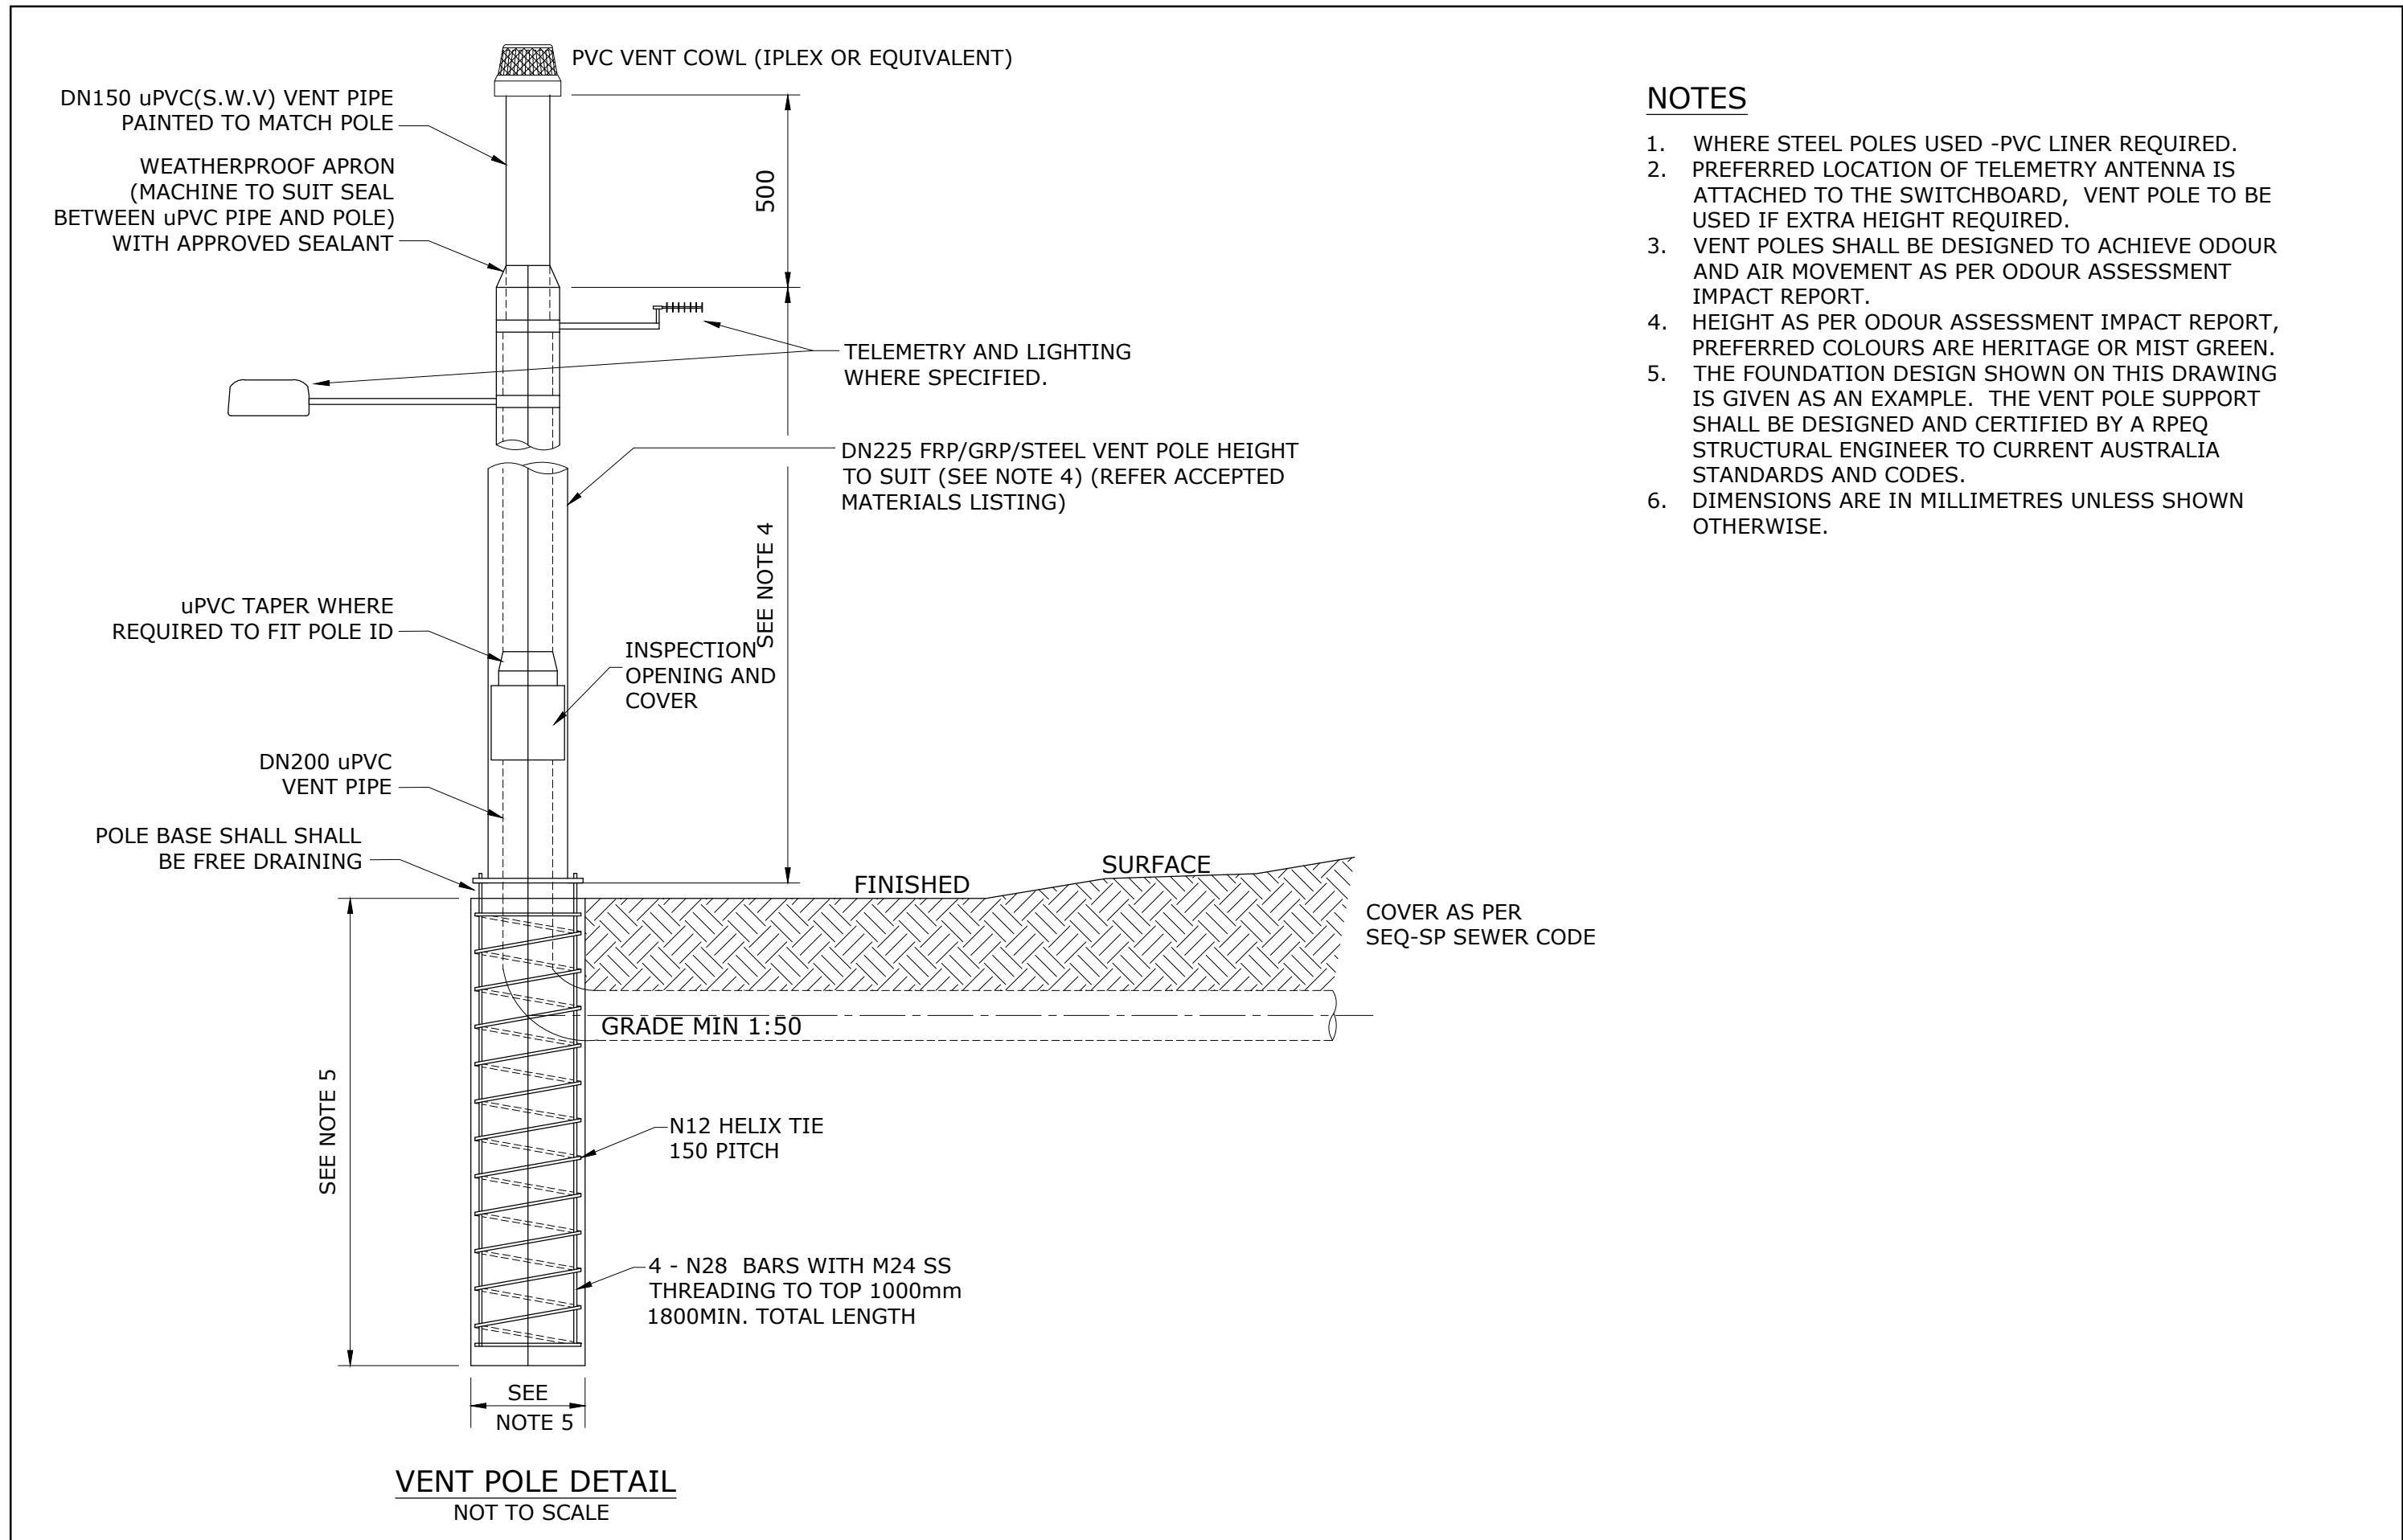 PVC VENT COWL (IPLEX OR EQUIVALENT)
DN150 uPVC(S.W.V) VENT PIPE
PAINTED TO MATCH POLE
WEATHERPROOF APRON
(MACHINE TO SUIT SEAL
BETWEEN uPVC PIPE AND POLE)
WITH APPROVED SEALANT
500
TELEMETRY AND LIGHTING
WHERE SPECIFIED.
DN225 FRP/GRP/STEEL VENT POLE HEIGHT
TO SUIT (SEE NOTE 4) (REFER ACCEPTED
MATERIALS LISTING)
SEE NOTE 4
uPVC TAPER WHERE
REQUIRED TO FIT POLE ID
INSPECTION
OPENING AND
COVER
DN200 uPVC
VENT PIPE
POLE BASE SHALL SHALL
BE FREE DRAINING
FINISHED
SURFACE
COVER AS PER
SEQ-SP SEWER CODE
GRADE MIN 1:50
SEE NOTE 5
N12 HELIX TIE
150 PITCH
4 - N28 BARS WITH M24 SS
THREADING TO TOP 1000mm
1800MIN. TOTAL LENGTH
SEE
NOTE 5
VENT POLE DETAIL
NOT TO SCALE
NOTES
1. WHERE STEEL POLES USED -PVC LINER REQUIRED.
2. PREFERRED LOCATION OF TELEMETRY ANTENNA IS
ATTACHED TO THE SWITCHBOARD, VENT POLE TO BE
USED IF EXTRA HEIGHT REQUIRED.
3. VENT POLES SHALL BE DESIGNED TO ACHIEVE ODOUR
AND AIR MOVEMENT AS PER ODOUR ASSESSMENT
IMPACT REPORT.
4. HEIGHT AS PER ODOUR ASSESSMENT IMPACT REPORT,
PREFERRED COLOURS ARE HERITAGE OR MIST GREEN.
5. THE FOUNDATION DESIGN SHOWN ON THIS DRAWING
IS GIVEN AS AN EXAMPLE. THE VENT POLE SUPPORT
SHALL BE DESIGNED AND CERTIFIED BY A RPEQ
STRUCTURAL ENGINEER TO CURRENT AUSTRALIA
STANDARDS AND CODES.
6. DIMENSIONS ARE IN MILLIMETRES UNLESS SHOWN
OTHERWISE.